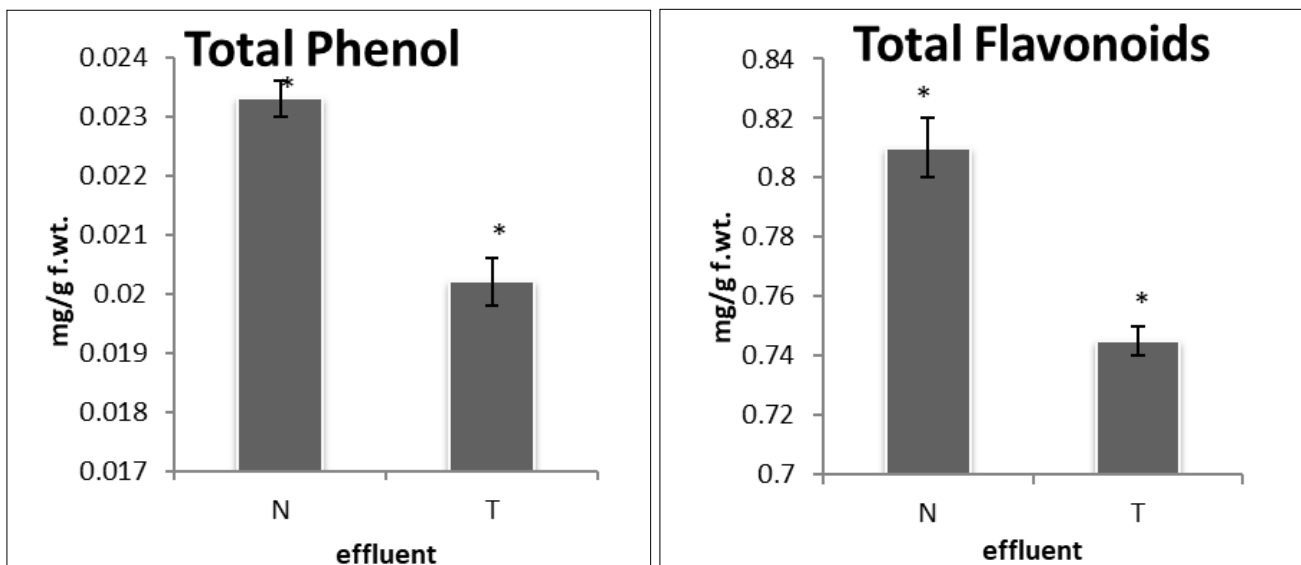 Total Phenol
0.024
0.023
0.022
0.021
0.02
0.019
0.018
0.017
mg/g f.wt.
*
*
N T
effluent
Total Flavonoids
0.84
0.82
0.8
0.78
0.76
0.74
0.72
0.7
mg/g f.wt.
*
*
N T
effluent